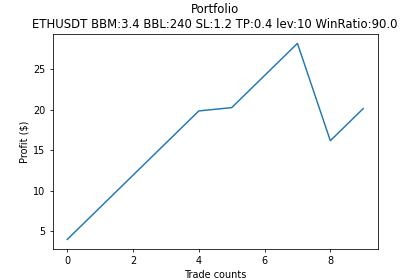 Portfolio
ETHUSDT BBM:3.4 BBL:240 SL:1.2 TP:0.4 lev:10 WinRatio:90.0
25
20
15
10
5
Profit ($)
0 2 4 6 8
Trade counts